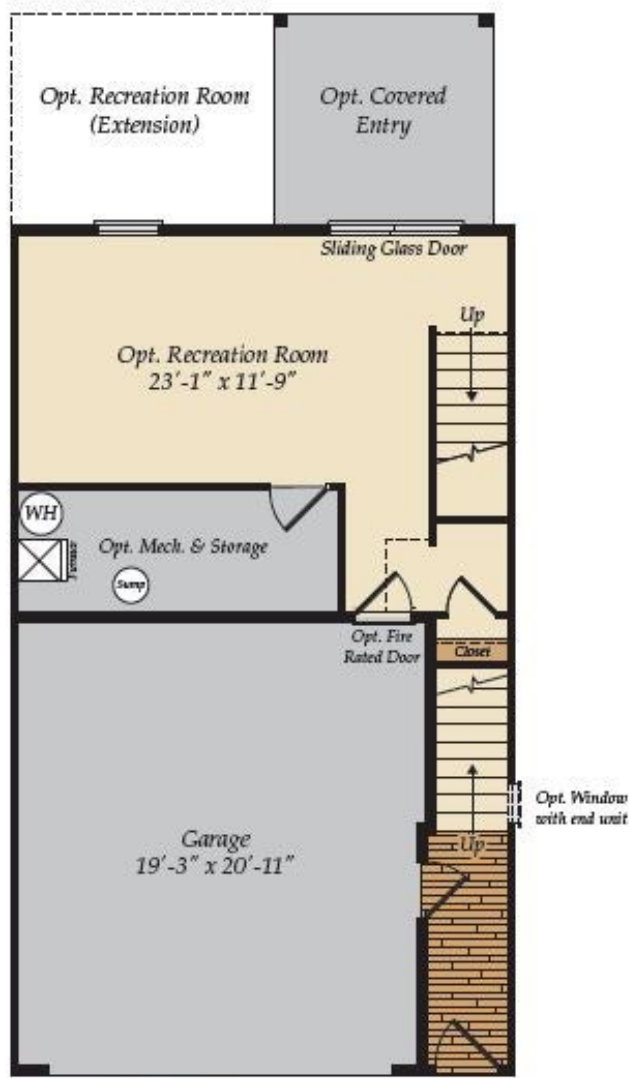 Opt. Recreation Room
(Extension)
Opt. Covered
Entry
Sliding Glass Door
Up
Opt. Recreation Room
23'-1" x 11'-9"
WH
Opt. Mech. & Storage
Furnace
Sump
Opt. Fire
Rated Door
Closet
Opt. Window
with end unit
Up
Garage
19'-3" x 20'-11"